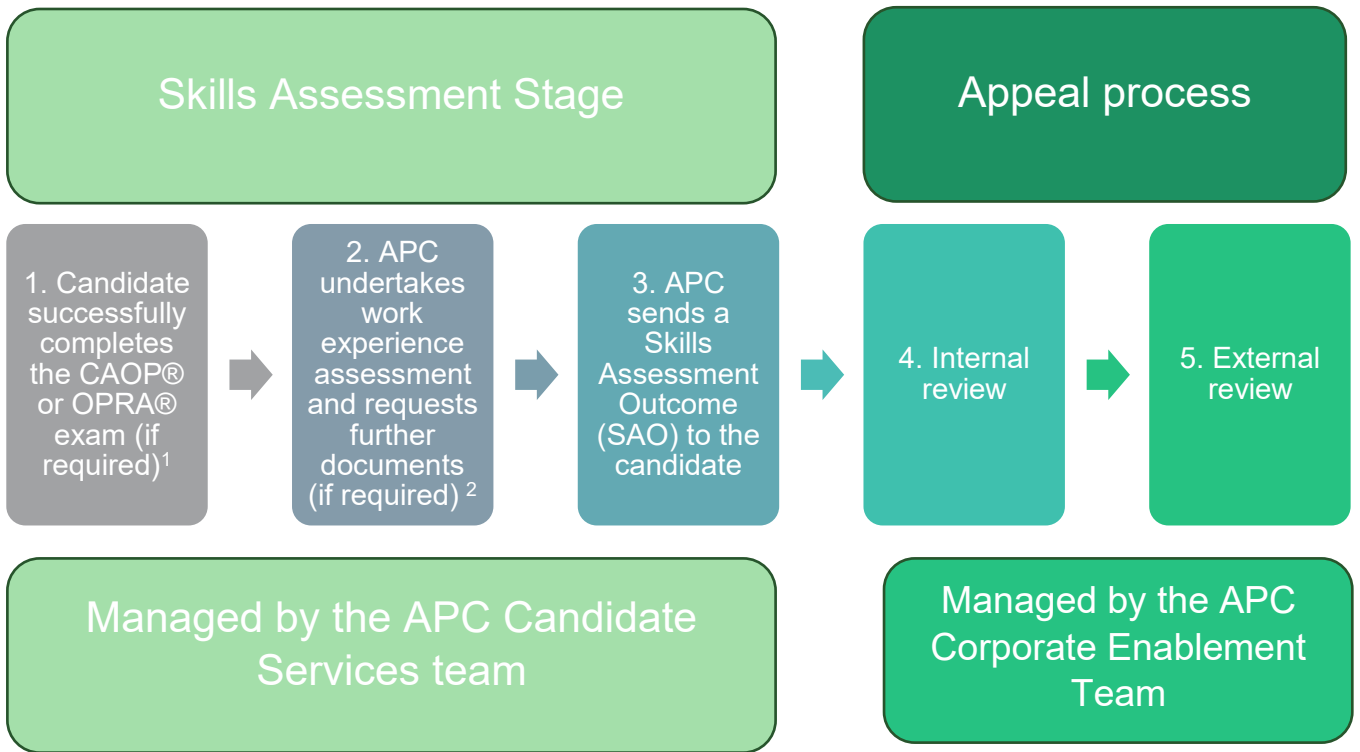 Skills Assessment Stage
Appeal process
1. Candidate
successfully
completes
the CAOP®
or OPRA®
exam (if
required)1
2. APC
undertakes
work
experience
assessment
and requests
further
documents
(if required) 2
3. APC
sends a
Skills
Assessment
Outcome
(SAO) to the
candidate
4. Internal
review
5. External
review
Managed by the APC Candidate
Services team
Managed by the APC
Corporate Enablement
Team